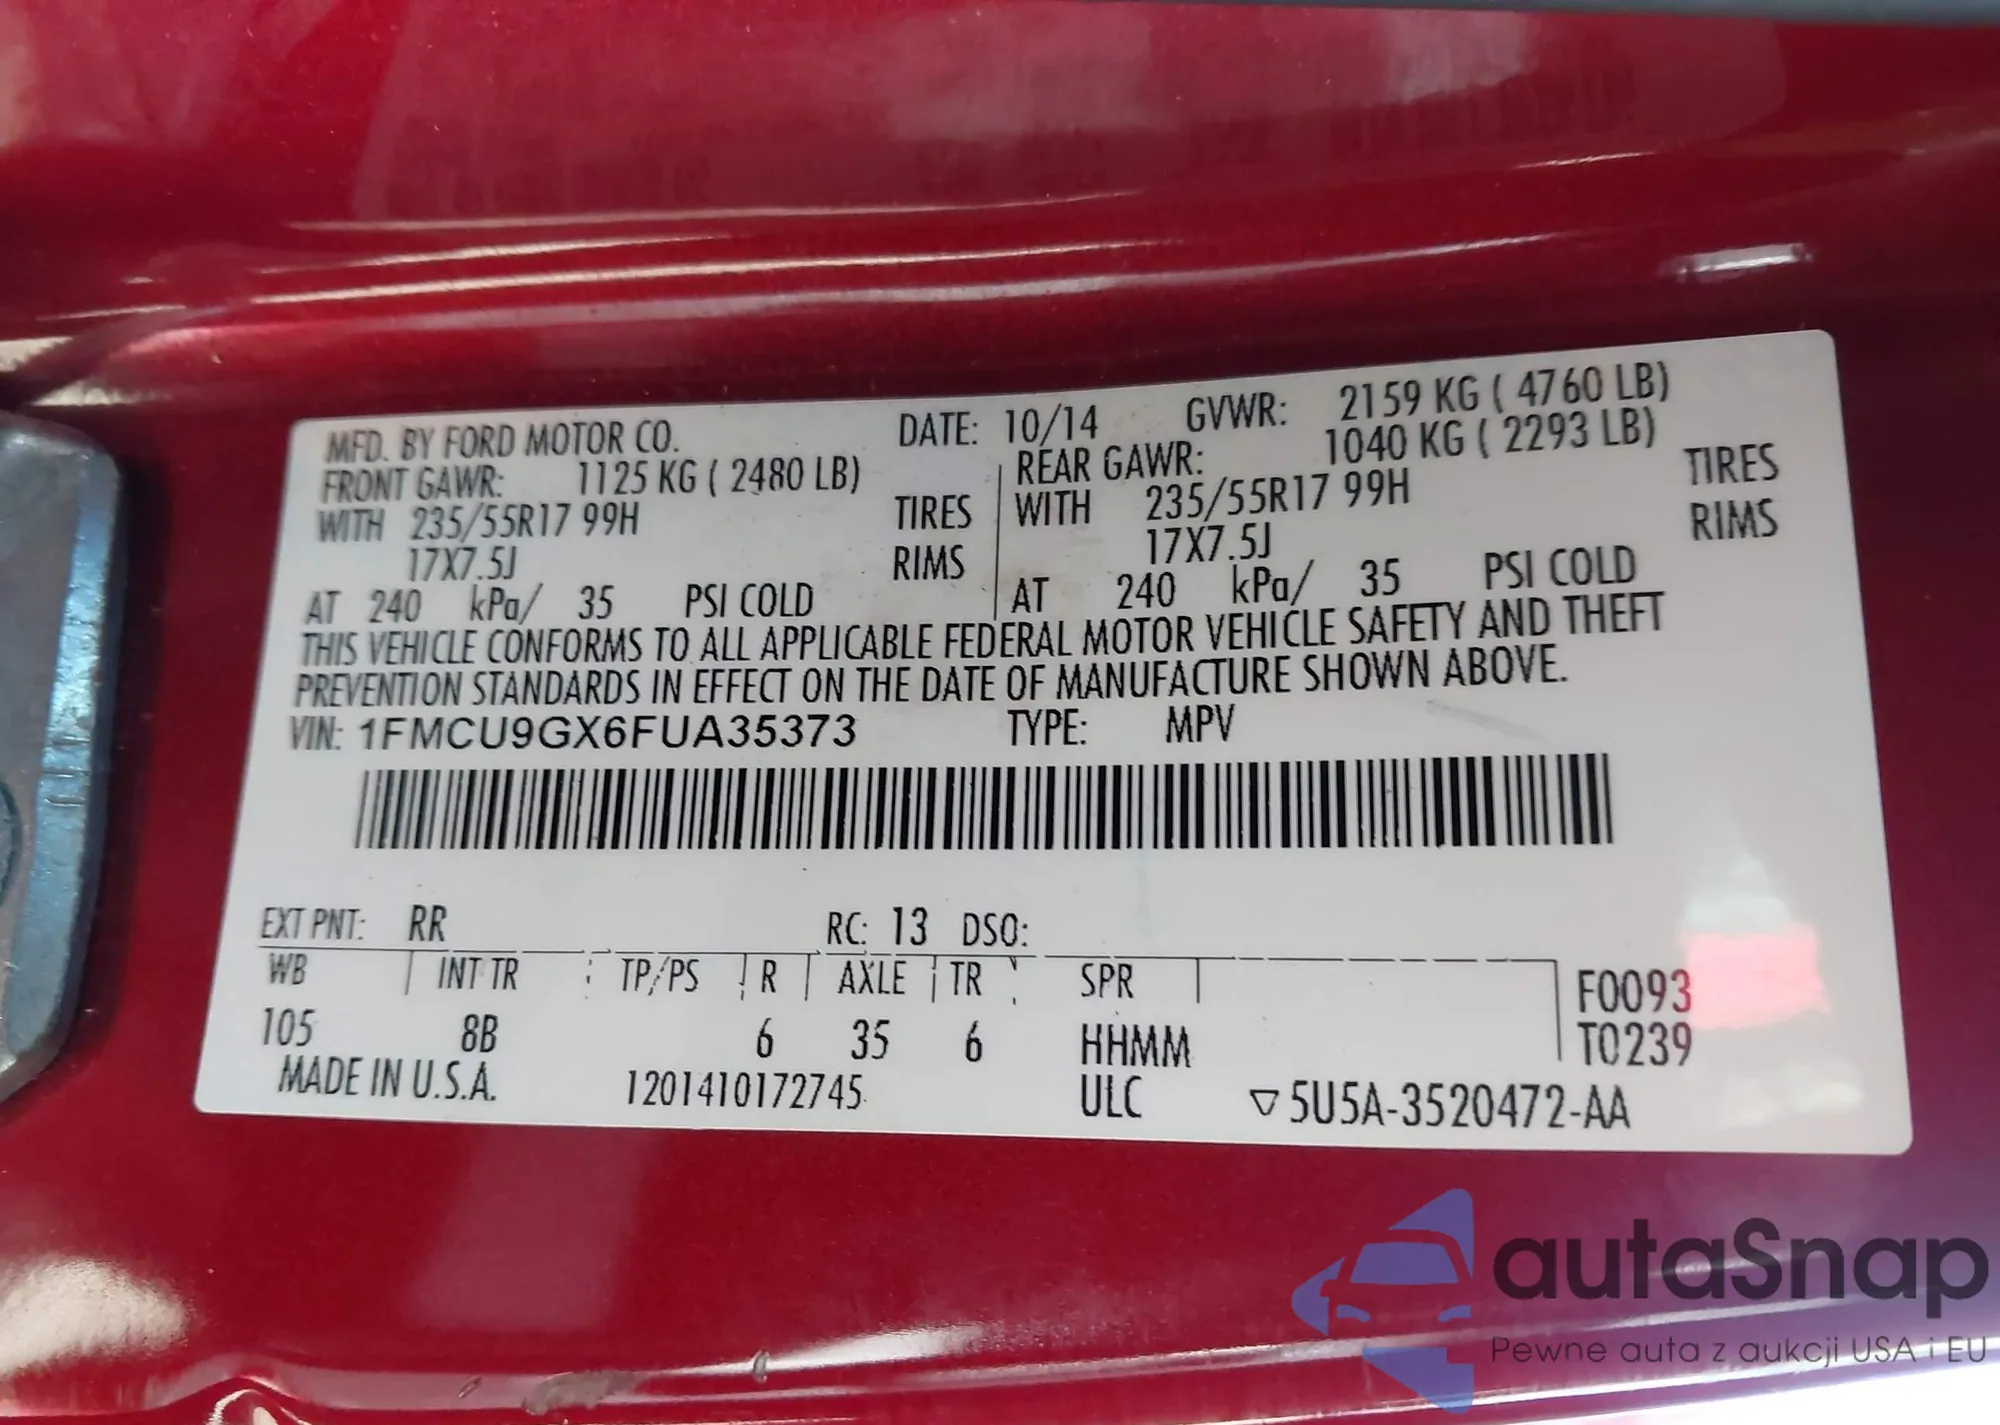 MFD. BY FORD MOTOR CO. DATE: 10/14 GVWR: 2159 KG ( 4760 LB)
FRONT GAWR: 1125 KG ( 2480 LB) REAR GAWR: 1040 KG ( 2293 LB)
WITH 235/55R17 99H TIRES WITH 235/55R17 99H TIRES
17X7.5J RIMS 17X7.5J RIMS
AT 240 kPa/ 35 PSI COLD AT 240 kPa/ 35 PSI COLD
THIS VEHICLE CONFORMS TO ALL APPLICABLE FEDERAL MOTOR VEHICLE SAFETY AND THEFT
PREVENTION STANDARDS IN EFFECT ON THE DATE OF MANUFACTURE SHOWN ABOVE.
VIN: 1FMCU9GX6FUA35373 TYPE: MPV
EXT PNT: RR RC: 13 DSO:
WB INT TR TP/PS R AXLE TR SPR F0093
105 8B 6 35 6 HHMM T0239
MADE IN U.S.A. 1201410172745 ULC ▽5U5A-3520472-AA
autaSnap
Pewne auta z aukcji USA i EU